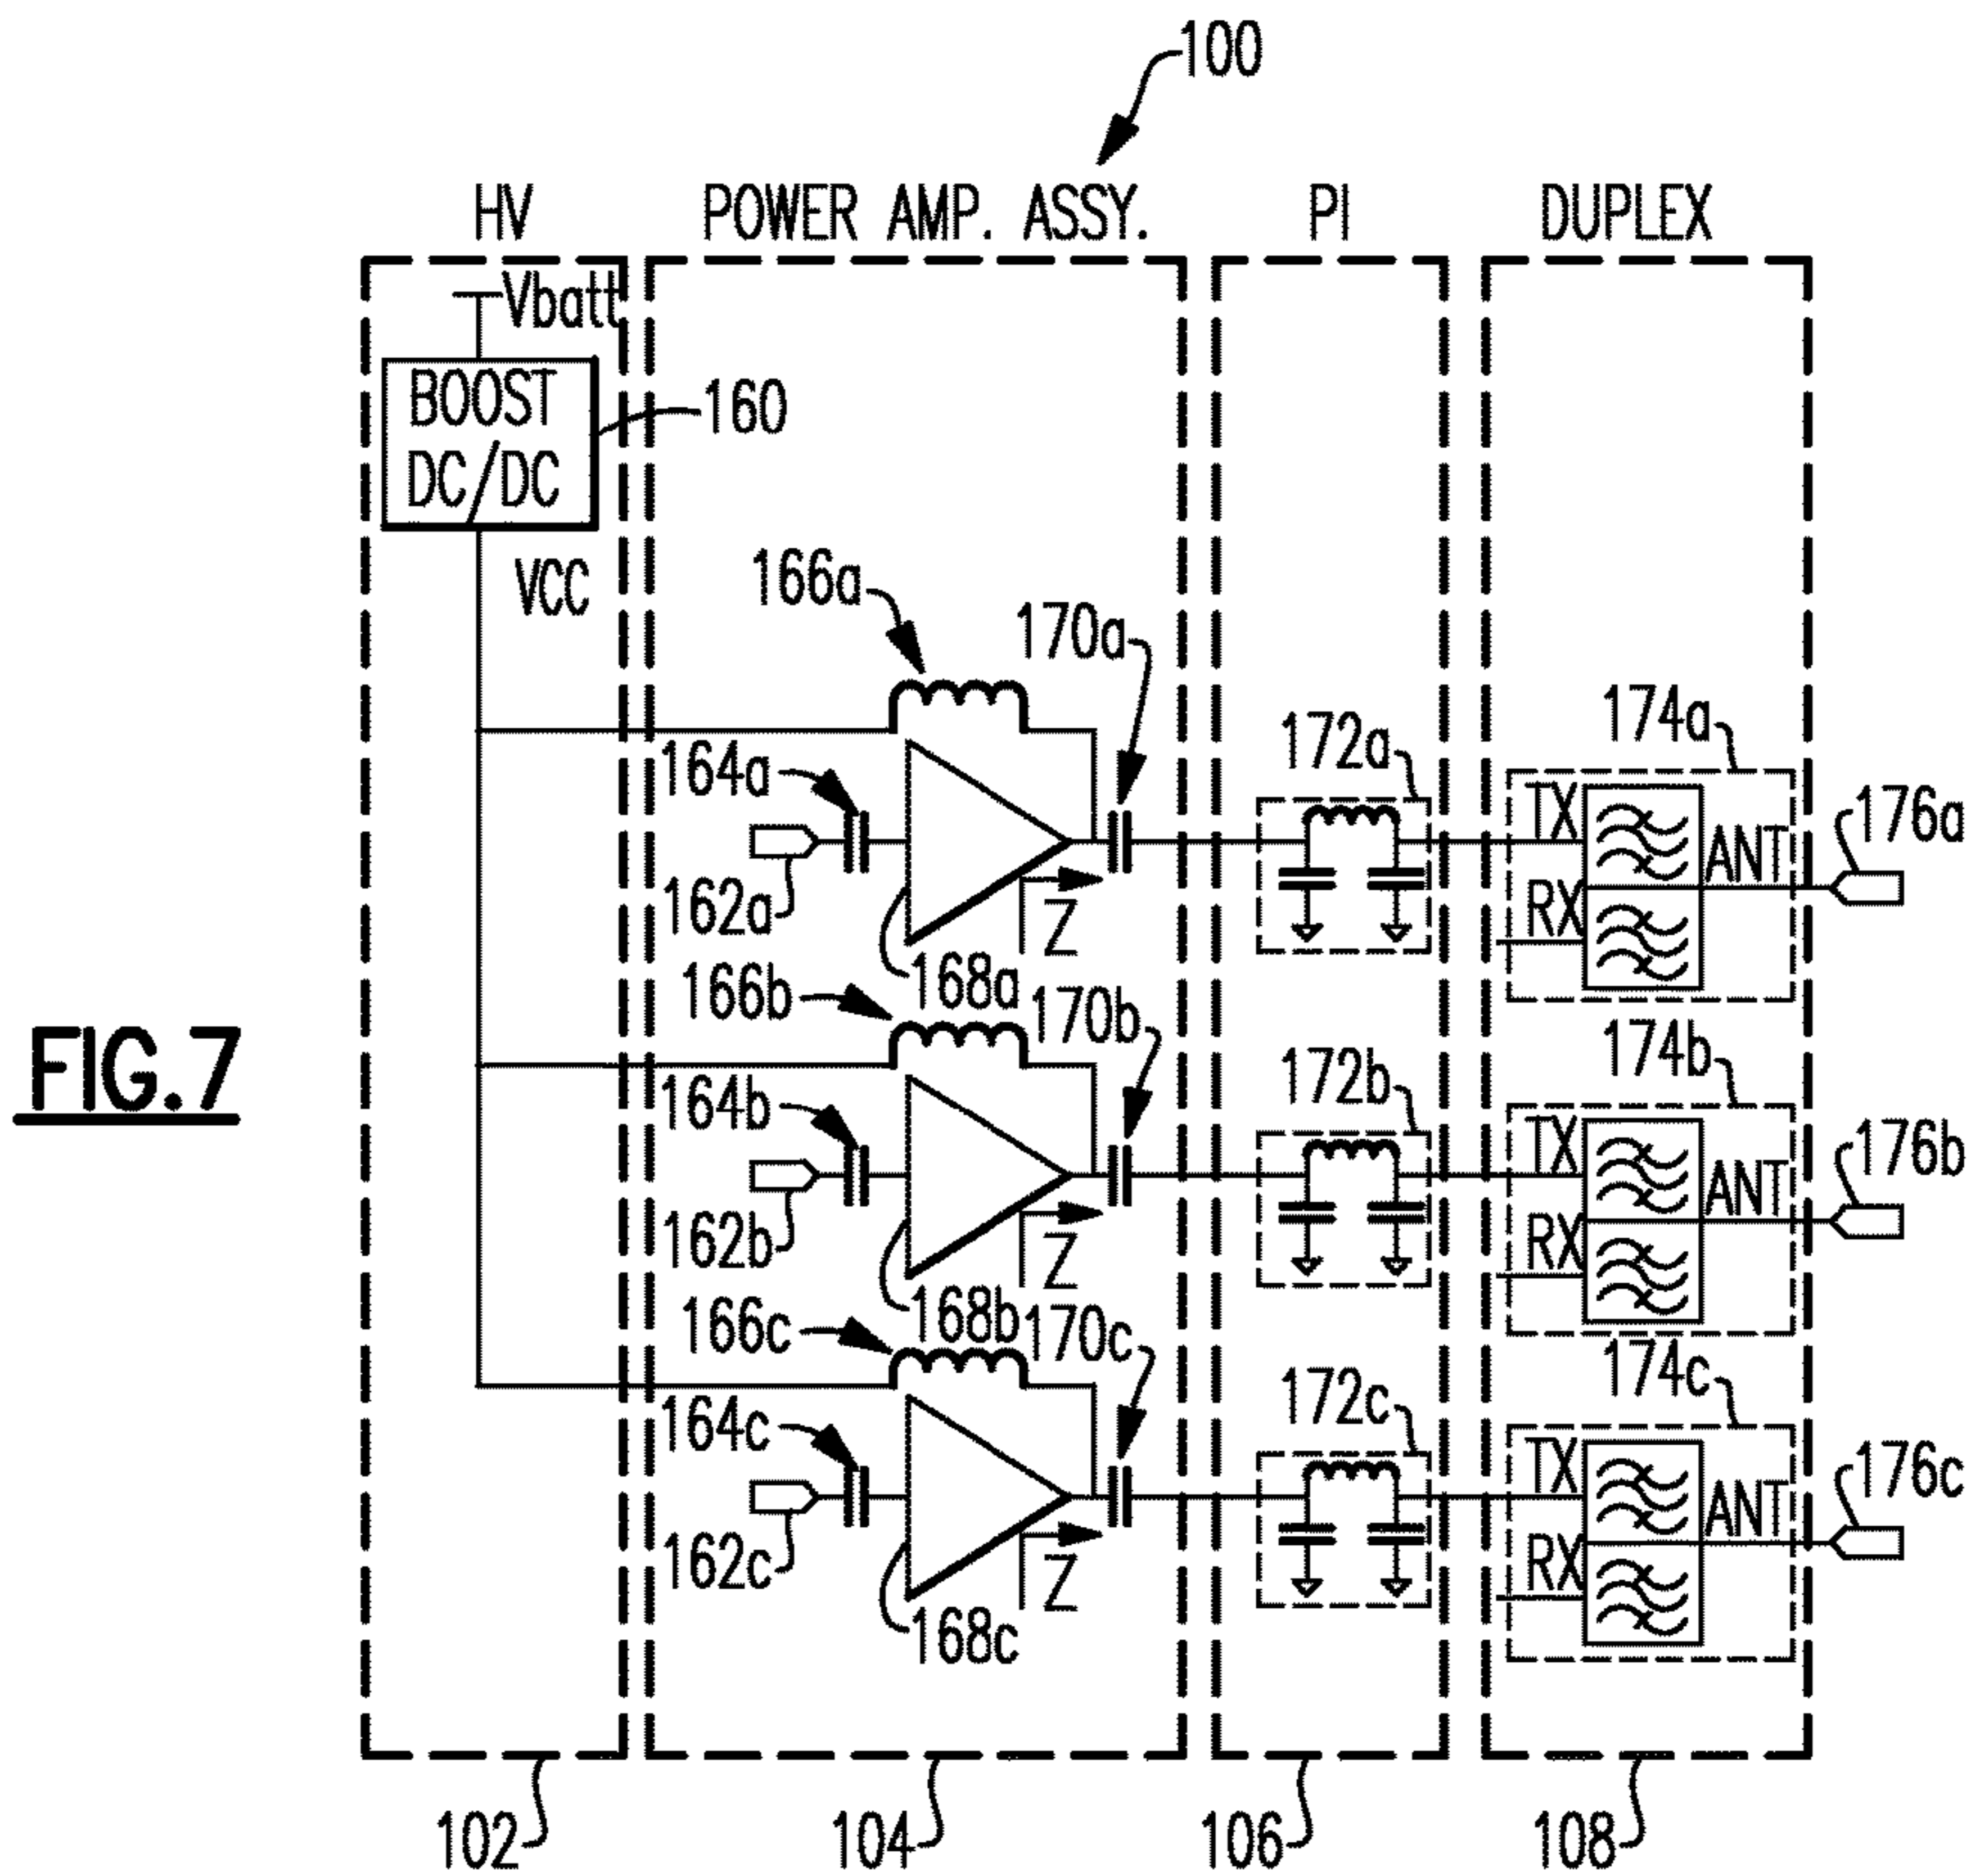 100
HV
POWER AMP. ASSY.
PI
DUPLEX
Vbatt
BOOST
DC/DC
160
VCC
166a
170a
164a
162a
168a
Z
172a
174a
TX
RX
ANT
176a
166b
170b
164b
162b
168b
Z
172b
174b
TX
RX
ANT
176b
166c
170c
164c
162c
168c
Z
172c
174c
TX
RX
ANT
176c
FIG.7
102
104
106
108